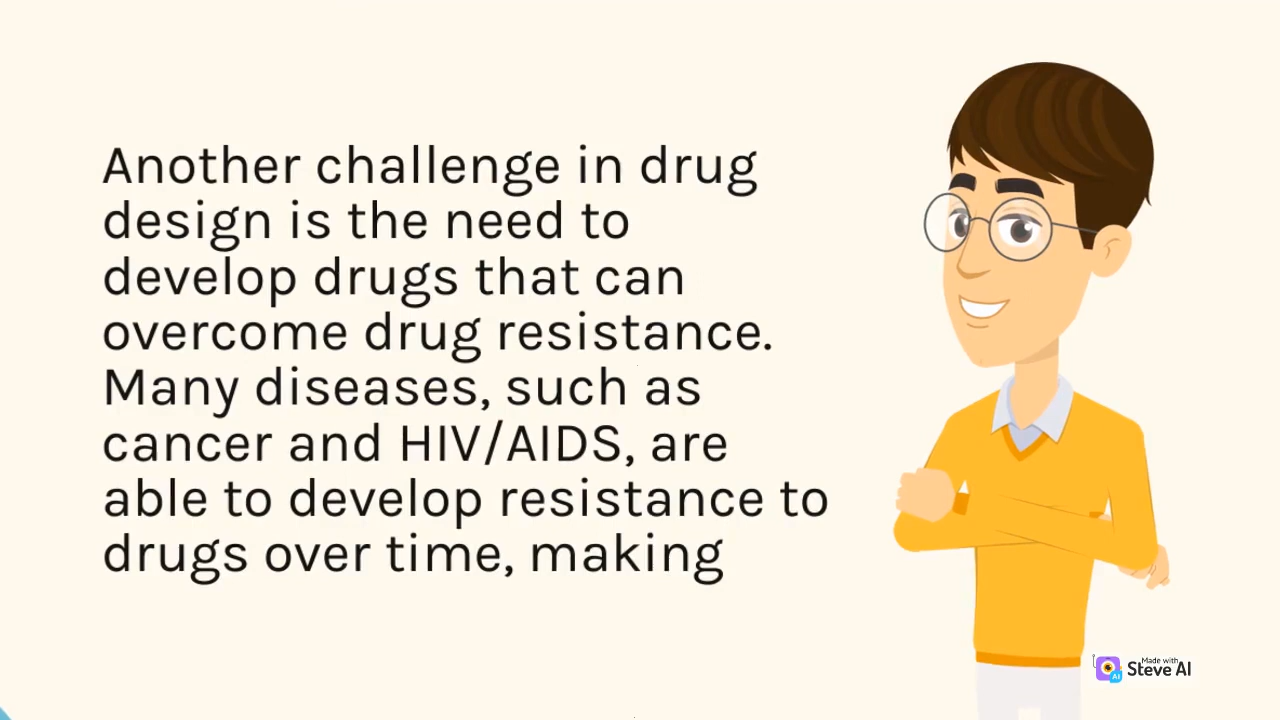 Another challenge in drug
design is the need to
develop drugs that can
overcome drug resistance.
Many diseases, such as
cancer and HIV/AIDS, are
able to develop resistance to
drugs over time, making
Made with
Steve AI
AI